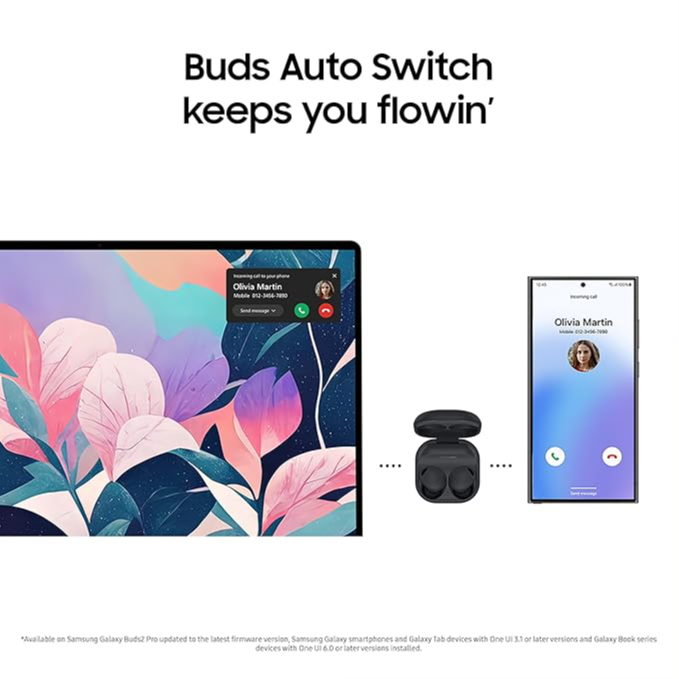 Buds Auto Switch
keeps you flowin’
Incoming call to your phone
Olivia Martin
Mobile 012-3456-7890
Send message
12:45
100%
Incoming call
Olivia Martin
Mobile 012-3456-7890
Send message
*Available on Samsung Galaxy Buds2 Pro updated to the latest firmware version, Samsung Galaxy smartphones and Galaxy Tab devices with One UI 3.1 or later versions and Galaxy Book series
devices with One UI 6.0 or later versions installed.